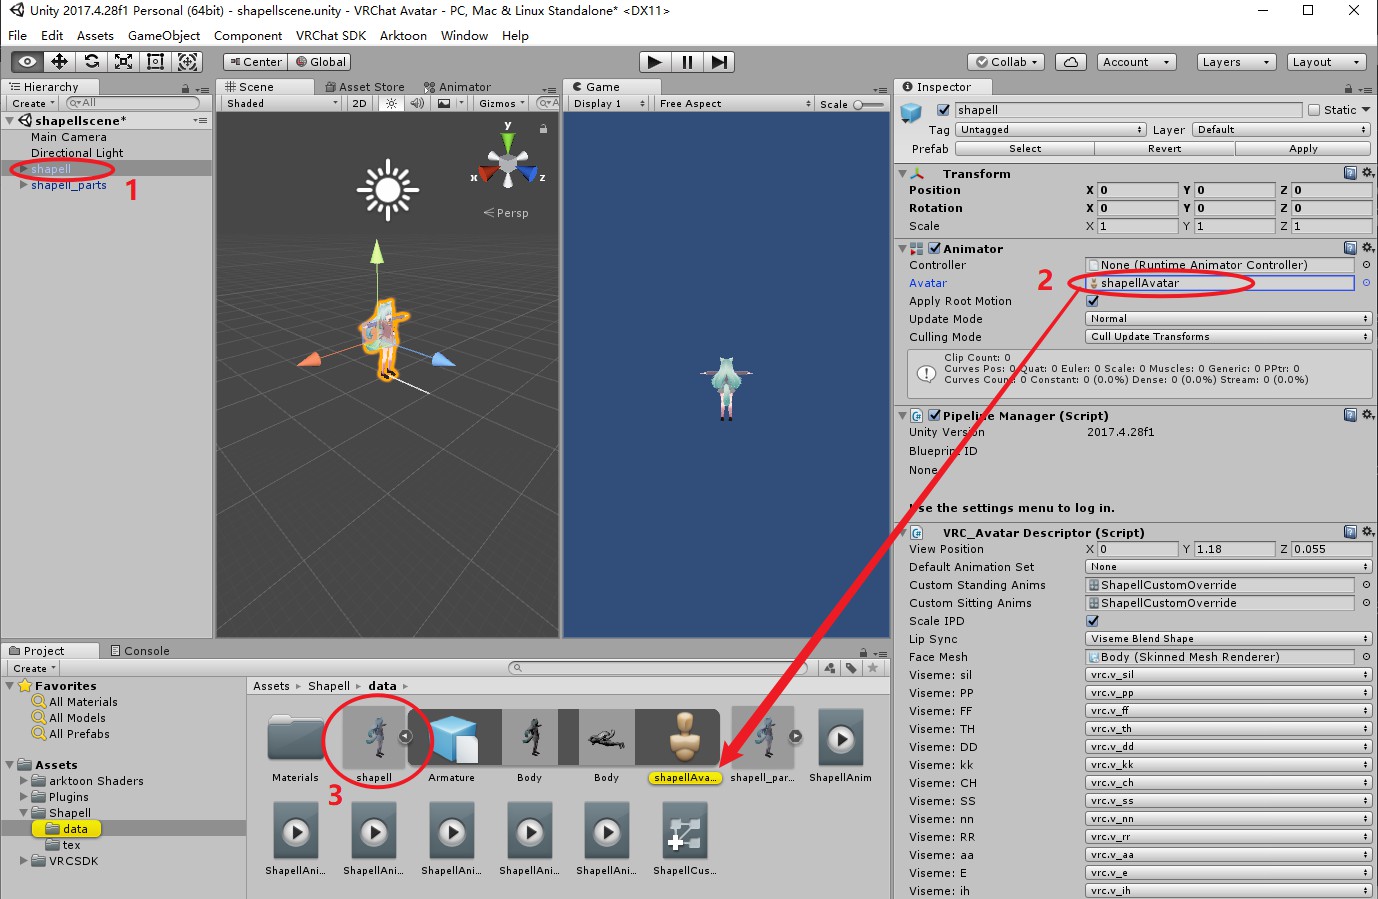 Unity 2017.4.28f1 Personal (64bit) - shapellscene.unity - VRChat Avatar - PC, Mac & Linux Standalone* <DX11>
File Edit Assets GameObject Component VRChat SDK Arktoon Window Help
Center Global Collab Account Layers Layout
Hierarchy
Create All
shapellscene*
Main Camera
Directional Light
shapell
shapell_parts
1
Scene Asset Store Animator
Shaded 2D Gizmos All
y
x
z
Persp
Game
Display 1 Free Aspect Scale
Inspector
shapell Static
Tag Untagged Layer Default
Prefab Select Revert Apply
Transform
Position X 0 Y 0 Z 0
Rotation X 0 Y 0 Z 0
Scale X 1 Y 1 Z 1
Animator
Controller None (Runtime Animator Controller)
2
Avatar shapellAvatar
Apply Root Motion
Update Mode Normal
Culling Mode Cull Update Transforms
Clip Count: 0
Curves Pos: 0 Quat: 0 Euler: 0 Scale: 0 Muscles: 0 Generic: 0 PPtr: 0
Curves Count: 0 Constant: 0 (0.0%) Dense: 0 (0.0%) Stream: 0 (0.0%)
Pipeline Manager (Script)
Unity Version 2017.4.28f1
Blueprint ID
None
Use the settings menu to log in.
VRC_Avatar Descriptor (Script)
View Position X 0 Y 1.18 Z 0.055
Default Animation Set None
Custom Standing Anims ShapellCustomOverride
Custom Sitting Anims ShapellCustomOverride
Scale IPD
Lip Sync Viseme Blend Shape
Face Mesh Body (Skinned Mesh Renderer)
Viseme: sil vrc.v_sil
Viseme: PP vrc.v_pp
Viseme: FF vrc.v_ff
Viseme: TH vrc.v_th
Viseme: DD vrc.v_dd
Viseme: kk vrc.v_kk
Viseme: CH vrc.v_ch
Viseme: SS vrc.v_ss
Viseme: nn vrc.v_nn
Viseme: RR vrc.v_rr
Viseme: aa vrc.v_aa
Viseme: E vrc.v_e
Viseme: ih vrc.v_ih
Project Console
Create
Favorites
All Materials
All Models
All Prefabs
Assets
arktoon Shaders
Plugins
Shapell
data
tex
VRCSDK
Assets Shapell data
Materials shapell Armature Body Body shapellAva... shapell_par... ShapellAnim
3
ShapellAni... ShapellAni... ShapellAni... ShapellAni... ShapellAni... ShapellCus...